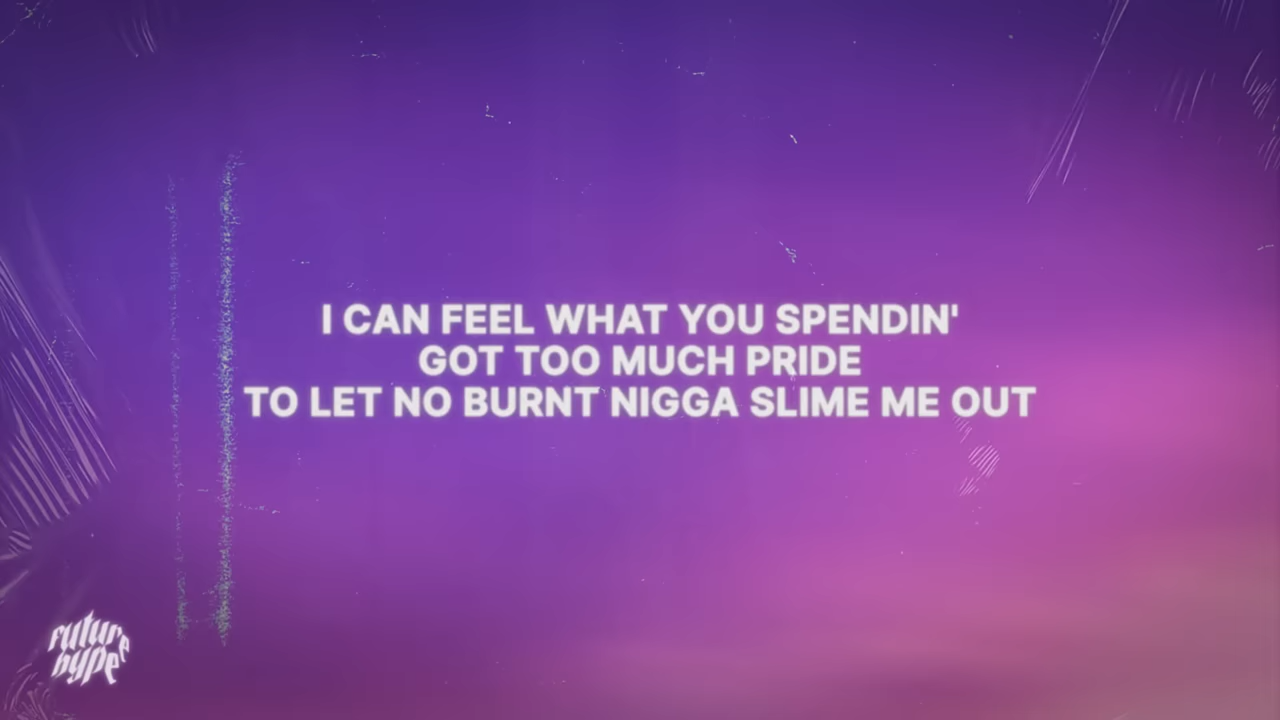 I CAN FEEL WHAT YOU SPENDIN'
GOT TOO MUCH PRIDE
TO LET NO BURNT NIGGA SLIME ME OUT
future
hype